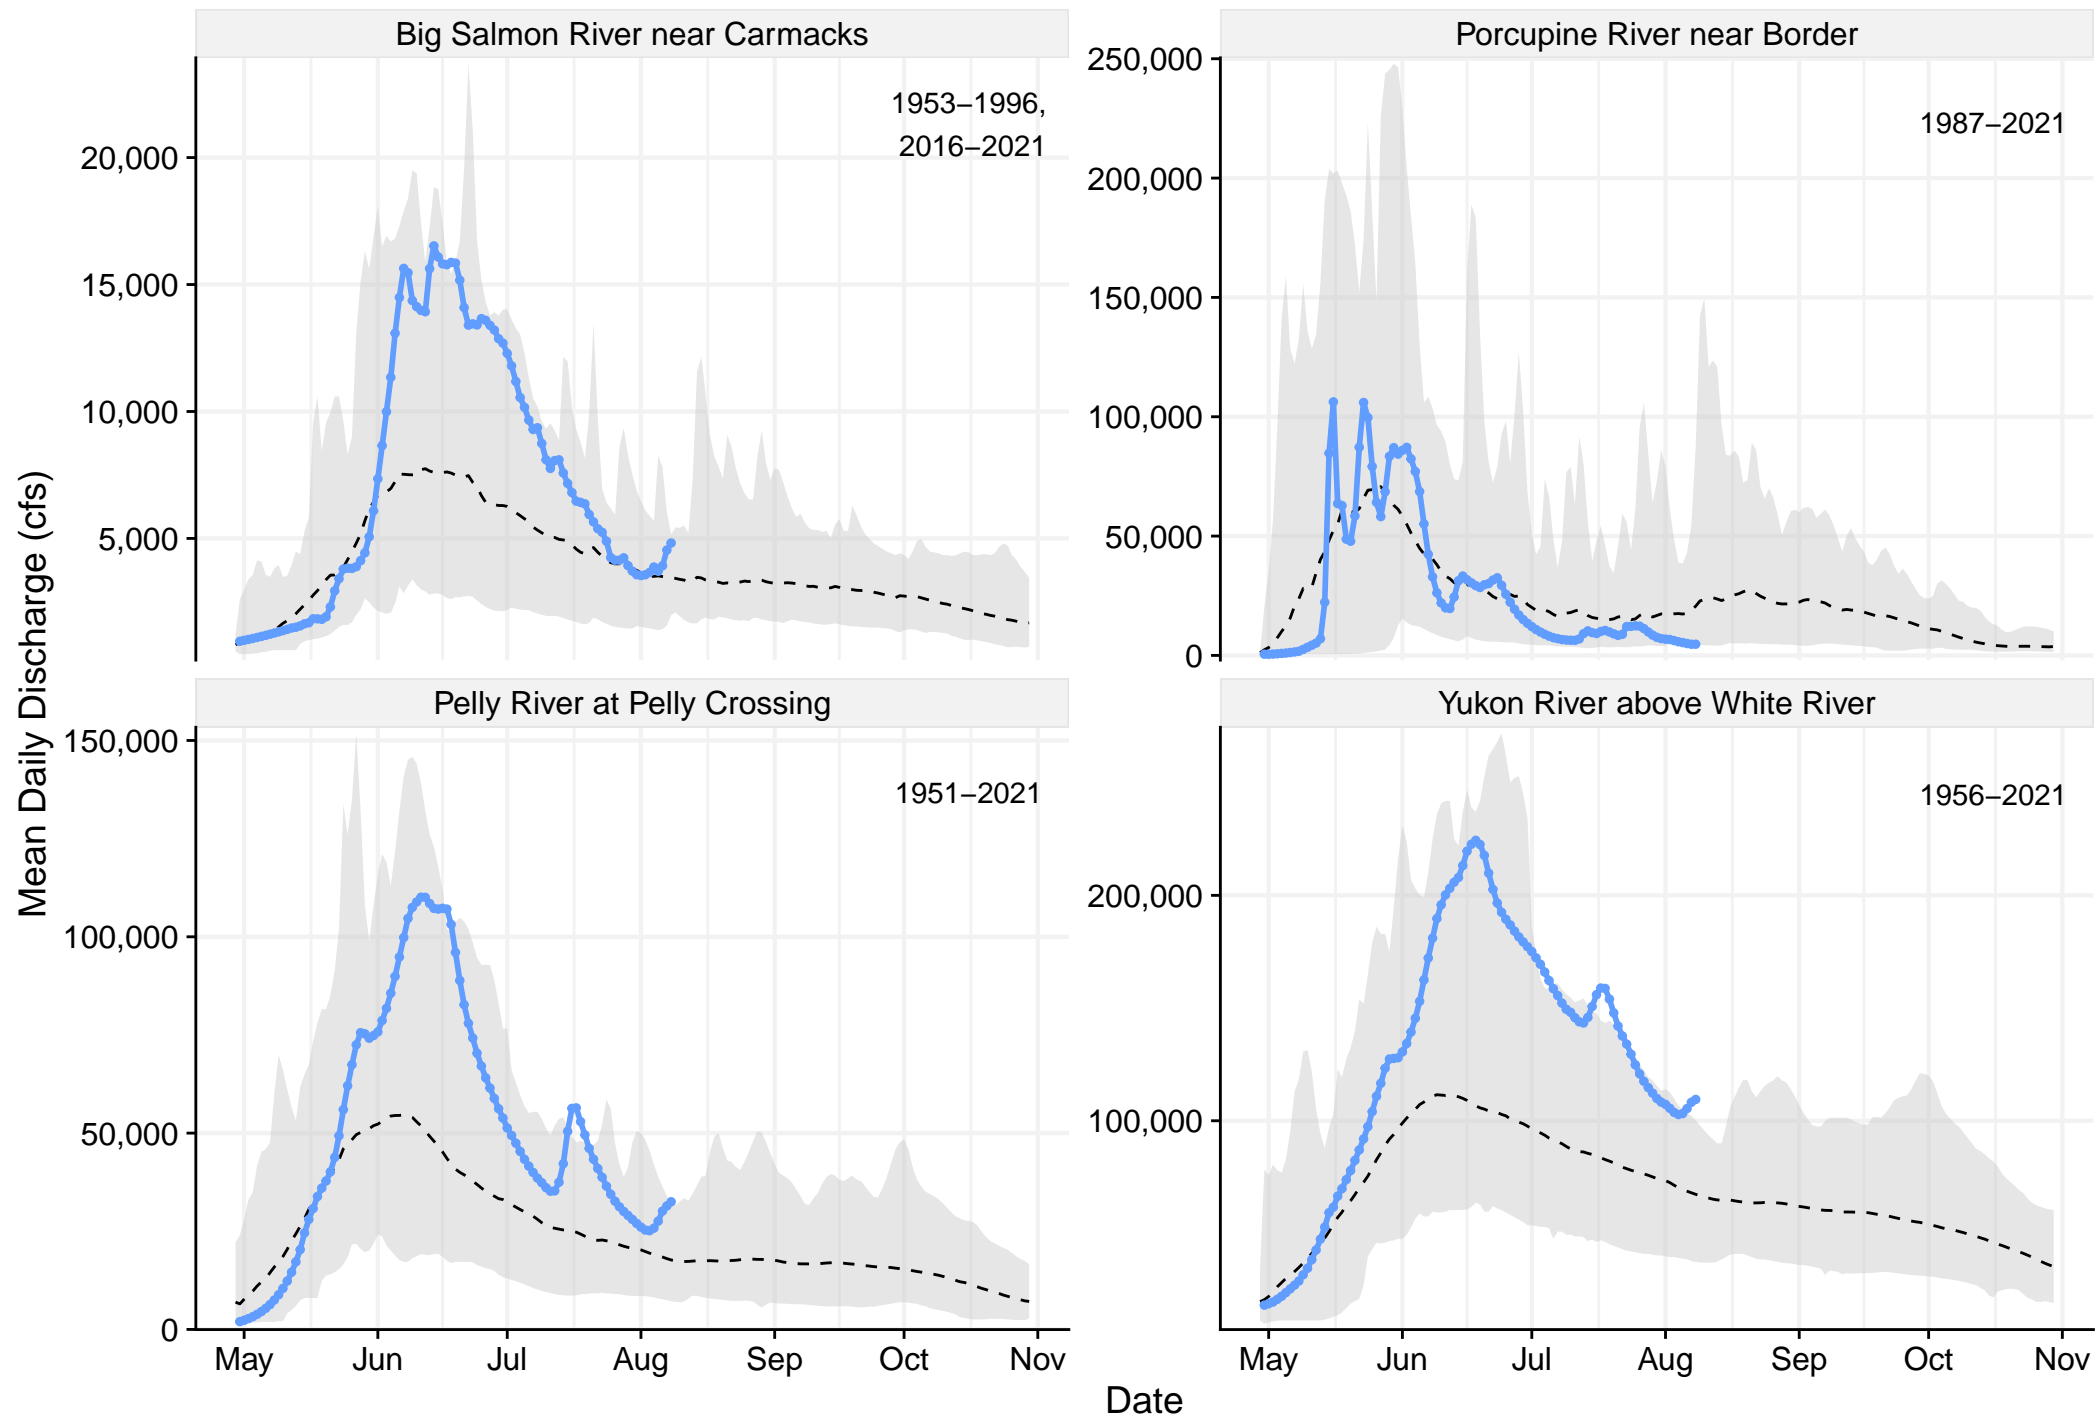 Big Salmon River near Carmacks
20,000
15,000
10,000
5,000
1953–1996,
2016–2021
Porcupine River near Border
250,000
200,000
150,000
100,000
50,000
0
1987–2021
Mean Daily Discharge (cfs)
Pelly River at Pelly Crossing
150,000
100,000
50,000
0
1951–2021
May Jun Jul Aug Sep Oct Nov
Yukon River above White River
200,000
100,000
1956–2021
May Jun Jul Aug Sep Oct Nov
Date